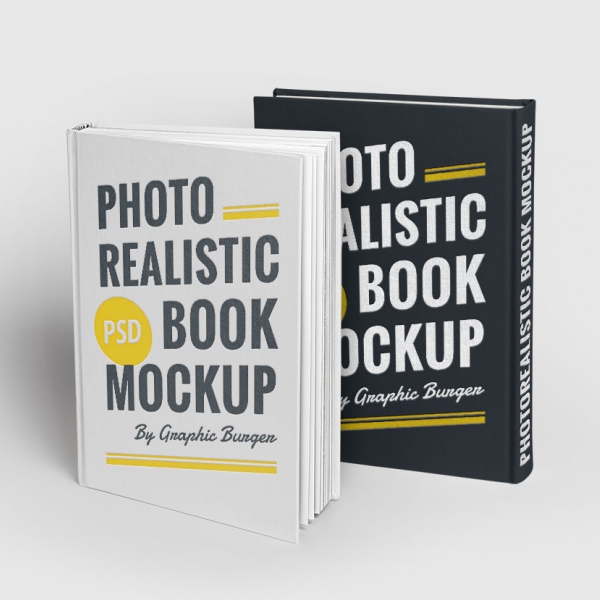 PHOTO
REALISTIC
PSD BOOK
MOCKUP
By Graphic Burger
OTO
ALISTIC
BOOK
OCKUP
y Graphic Burger
PHOTOREALISTIC BOOK MOCKUP